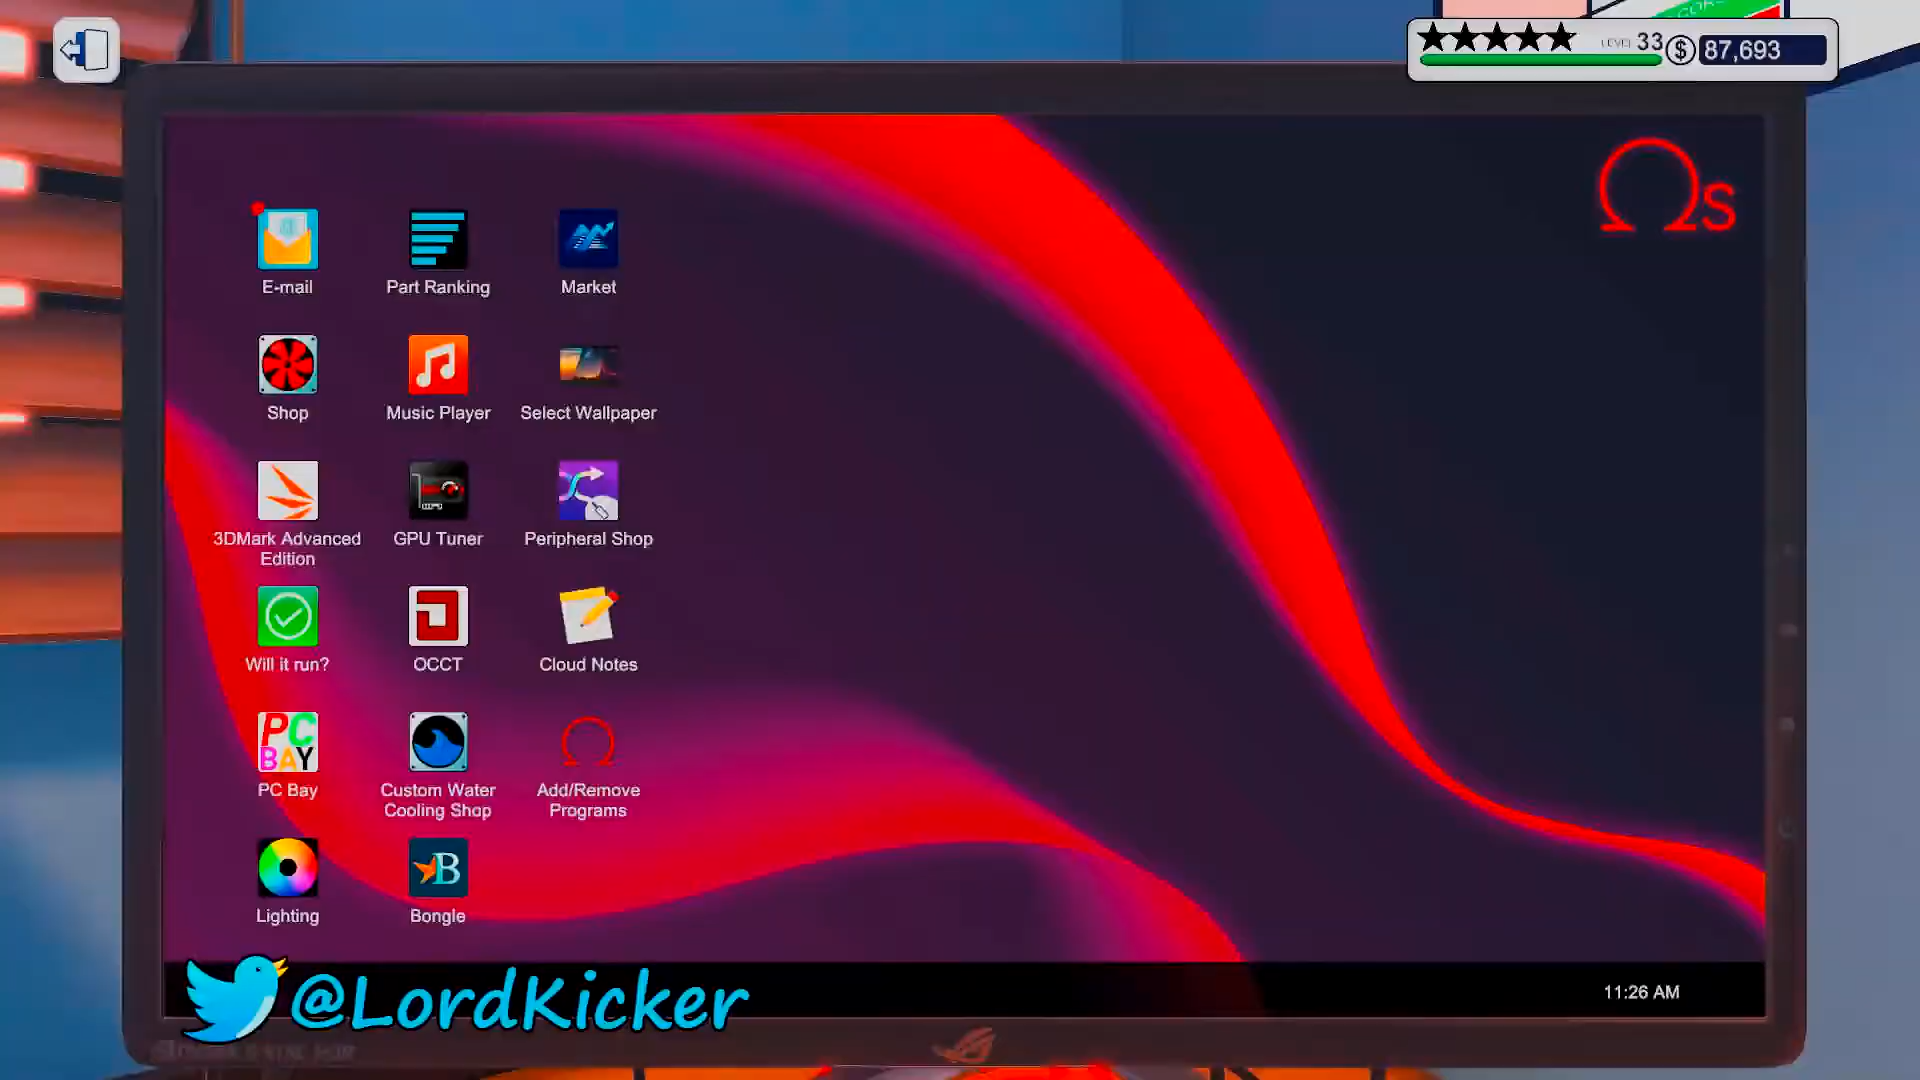 LEVEL 33 $ 87,693
Ωs
E-mail
Part Ranking
Market
Shop
Music Player
Select Wallpaper
3DMark Advanced
Edition
GPU Tuner
Peripheral Shop
Will it run?
OCCT
Cloud Notes
PC
BAY
PC Bay
Custom Water
Cooling Shop
Add/Remove
Programs
Lighting
B
Bongle
@LordKicker
11:26 AM